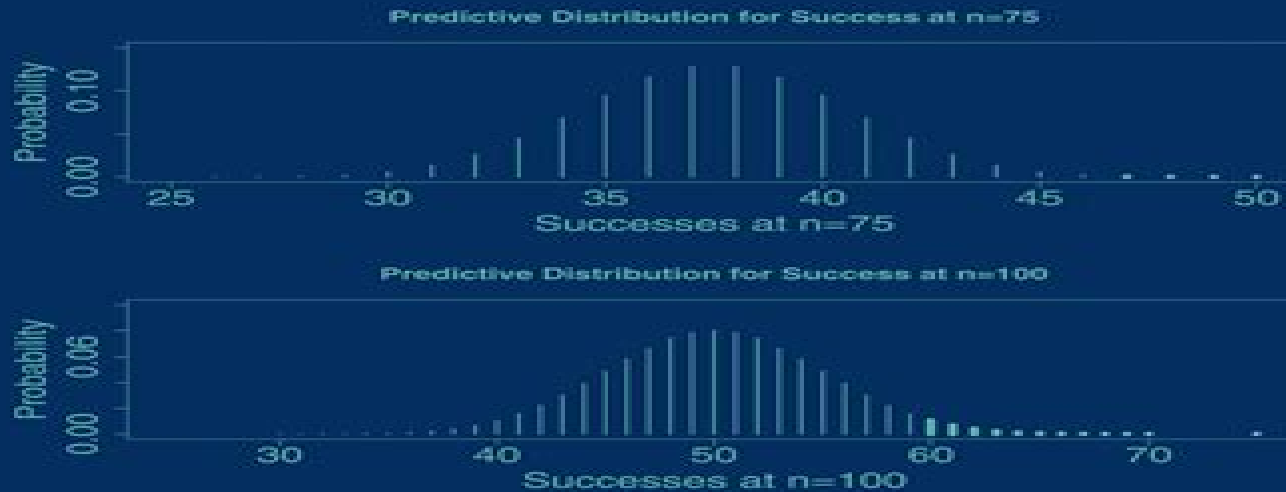 Predictive Distribution for Success at n=75
Probability
0.00 0.10
25 30 35 40 45 50
Successes at n=75
Predictive Distribution for Success at n=100
Probability
0.00 0.06
30 40 50 60 70
Successes at n=100